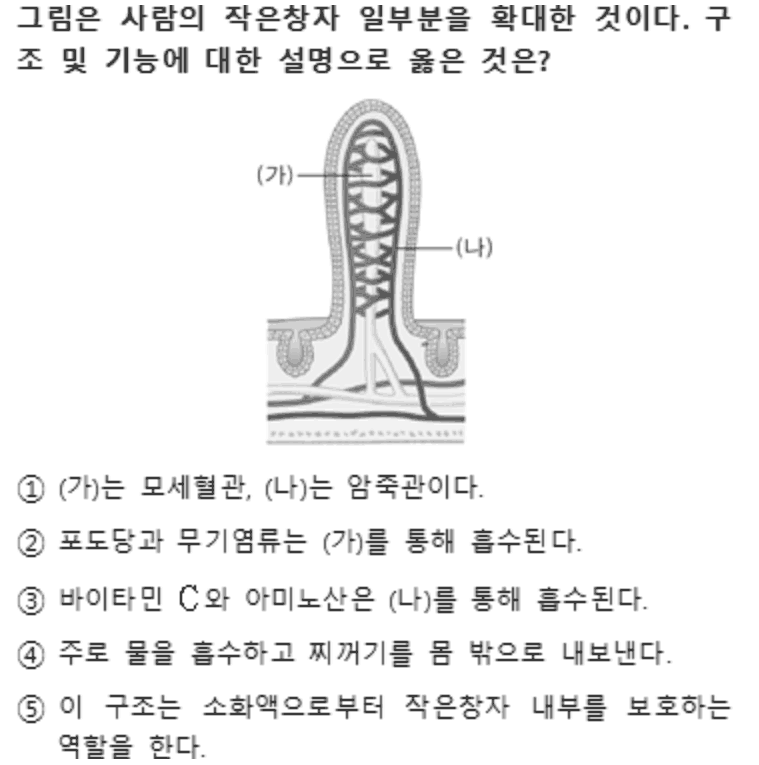 그림은 사람의 작은창자 일부분을 확대한 것이다. 구
조 및 기능에 대한 설명으로 옳은 것은?
(가)
(나)
① (가)는 모세혈관, (나)는 암죽관이다.
② 포도당과 무기염류는 (가)를 통해 흡수된다.
③ 바이타민 C와 아미노산은 (나)를 통해 흡수된다.
④ 주로 물을 흡수하고 찌꺼기를 몸 밖으로 내보낸다.
⑤ 이 구조는 소화액으로부터 작은창자 내부를 보호하는
역할을 한다.